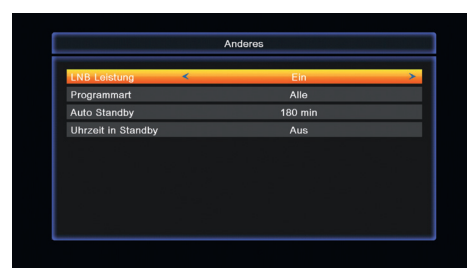 Anderes
LNB Leistung < Ein >
Programmart Alle
Auto Standby 180 min
Uhrzeit in Standby Aus